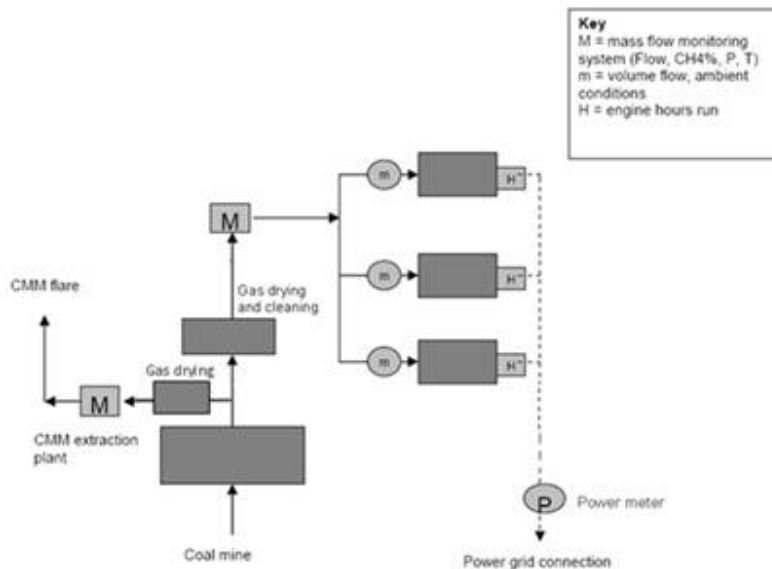 Key
M = mass flow monitoring
system (Flow, CH4%, P, T)
m = volume flow, ambient
conditions
H = engine hours run
m
H
M
Gas drying
and cleaning
m
H
CMM flare
m
H
Gas drying
M
CMM extraction
plant
P
Power meter
Coal mine
Power grid connection